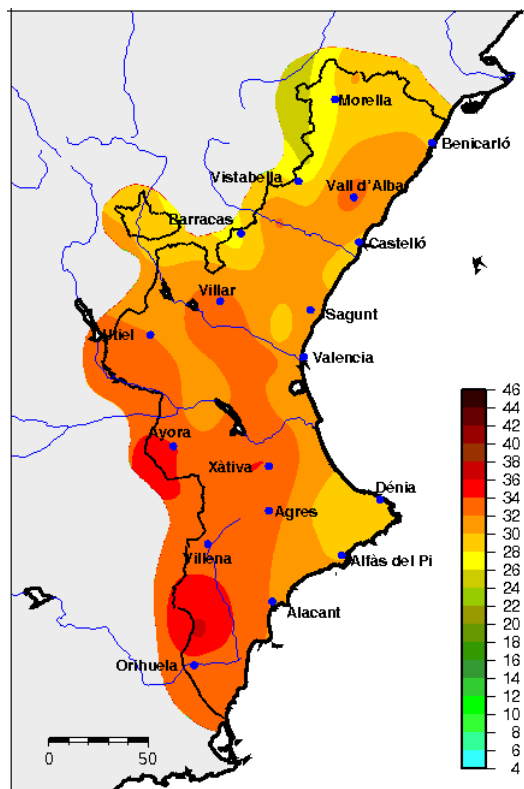 Morella
Benicarló
Vistabella
Vall d'Alba
Barracas
Castelló
Villar
Sagunt
Utiel
Valencia
Ayora
Xàtiva
Dénia
Agres
Villena
Alfàs del Pi
Alacant
Orihuela
0 50
46
44
42
40
38
36
34
32
30
28
26
24
22
20
18
16
14
12
10
8
6
4